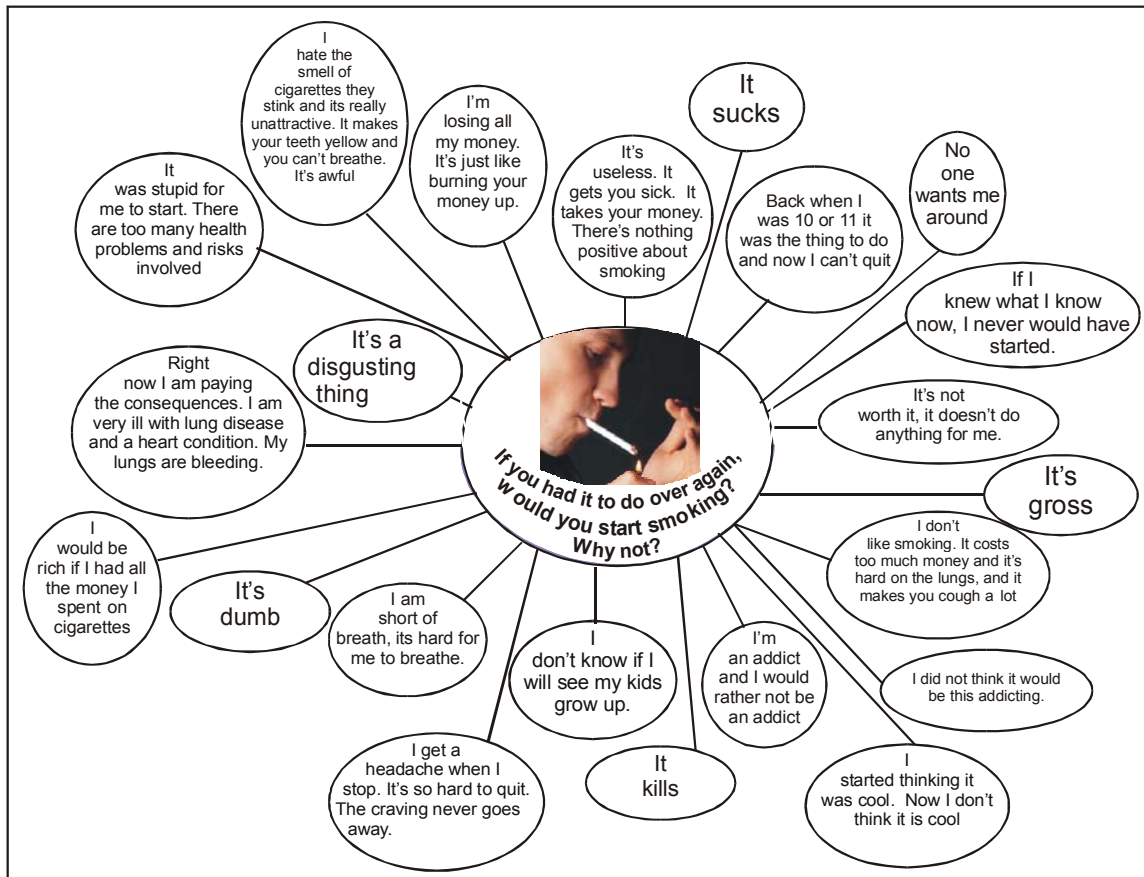 I
hate the
smell of
cigarettes they
stink and its really
unattractive. It makes
your teeth yellow and
you can't breathe.
It's awful
I'm
losing all
my money.
It's just like
burning your
money up.
It's
useless. It
gets you sick. It
takes your money.
There's nothing
positive about
smoking
It
sucks
Back when I
was 10 or 11 it
was the thing to do
and now I can't quit
No
one
wants me
around
It
was stupid for
me to start. There
are too many health
problems and risks
involved
If I
knew what I know
now, I never would have
started.
It's a
disgusting
thing
Right
now I am paying
the consequences. I am
very ill with lung disease
and a heart condition. My
lungs are bleeding.
It's not
worth it, it doesn't do
anything for me.
If you had it to do over again,
would you start smoking?
Why not?
It's
gross
I
would be
rich if I had all
the money I
spent on
cigarettes
It's
dumb
I am
short of
breath, its hard for
me to breathe.
I
don't know if I
will see my kids
grow up.
I'm
an addict
and I would
rather not be
an addict
I don't
like smoking. It costs
too much money and it's
hard on the lungs, and it
makes you cough a lot
I did not think it would
be this addicting.
I get a
headache when I
stop. It's so hard to quit.
The craving never goes
away.
It
kills
I
started thinking it
was cool. Now I don't
think it is cool